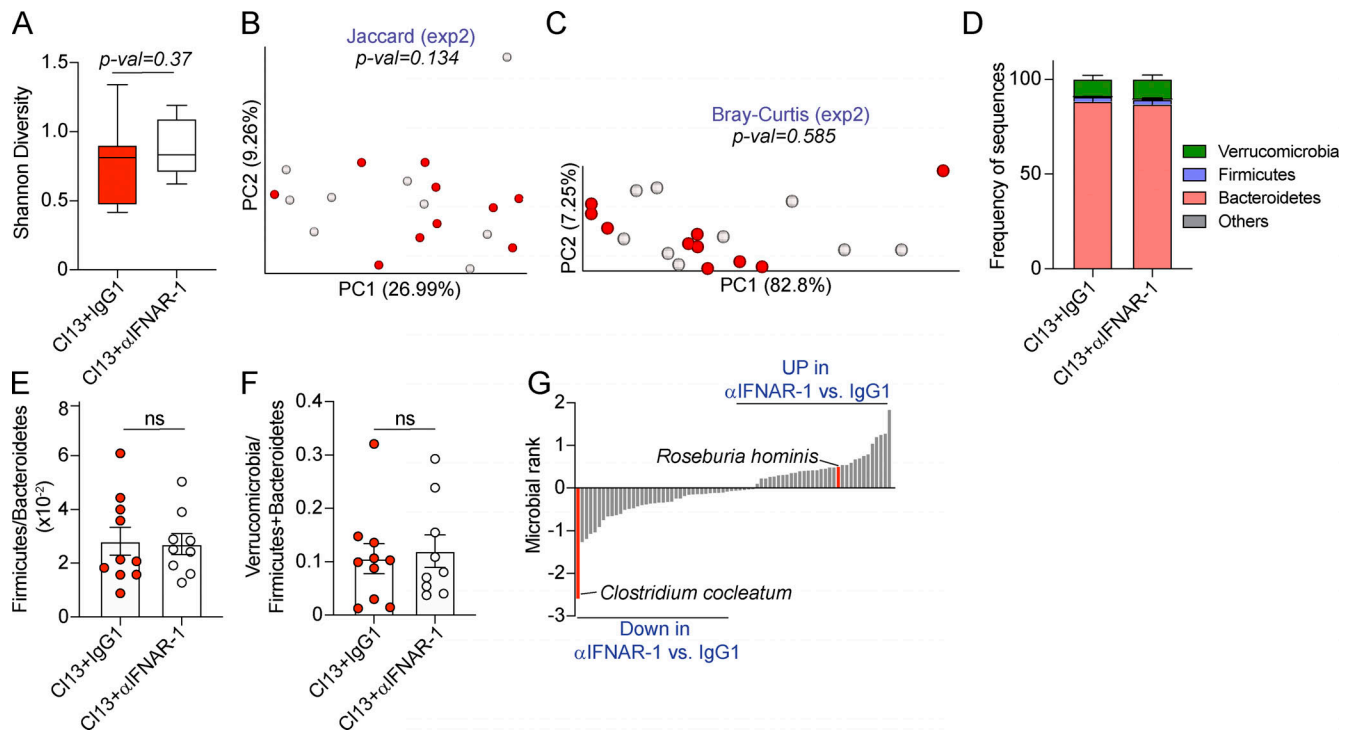 A
p-val=0.37
Shannon Diversity
1.5
1.0
0.5
0
Cl13+IgG1
Cl13+αIFNAR-1
B
Jaccard (exp2)
p-val=0.134
PC2 (9.26%)
PC1 (26.99%)
C
Bray-Curtis (exp2)
p-val=0.585
PC2 (7.25%)
PC1 (82.8%)
D
Frequency of sequences
100
50
0
Cl13+IgG1
Cl13+αIFNAR-1
Verrucomicrobia
Firmicutes
Bacteroidetes
Others
E
ns
Firmicutes/Bacteroidetes
(x10⁻²)
8
6
4
2
0
Cl13+IgG1
Cl13+αIFNAR-1
F
ns
Verrucomicrobia/
Firmicutes+Bacteroidetes
0.4
0.3
0.2
0.1
0
Cl13+IgG1
Cl13+αIFNAR-1
G
UP in
αIFNAR-1 vs. IgG1
Microbial rank
2
1
0
-1
-2
-3
Roseburia hominis
Clostridium cocleatum
Down in
αIFNAR-1 vs. IgG1